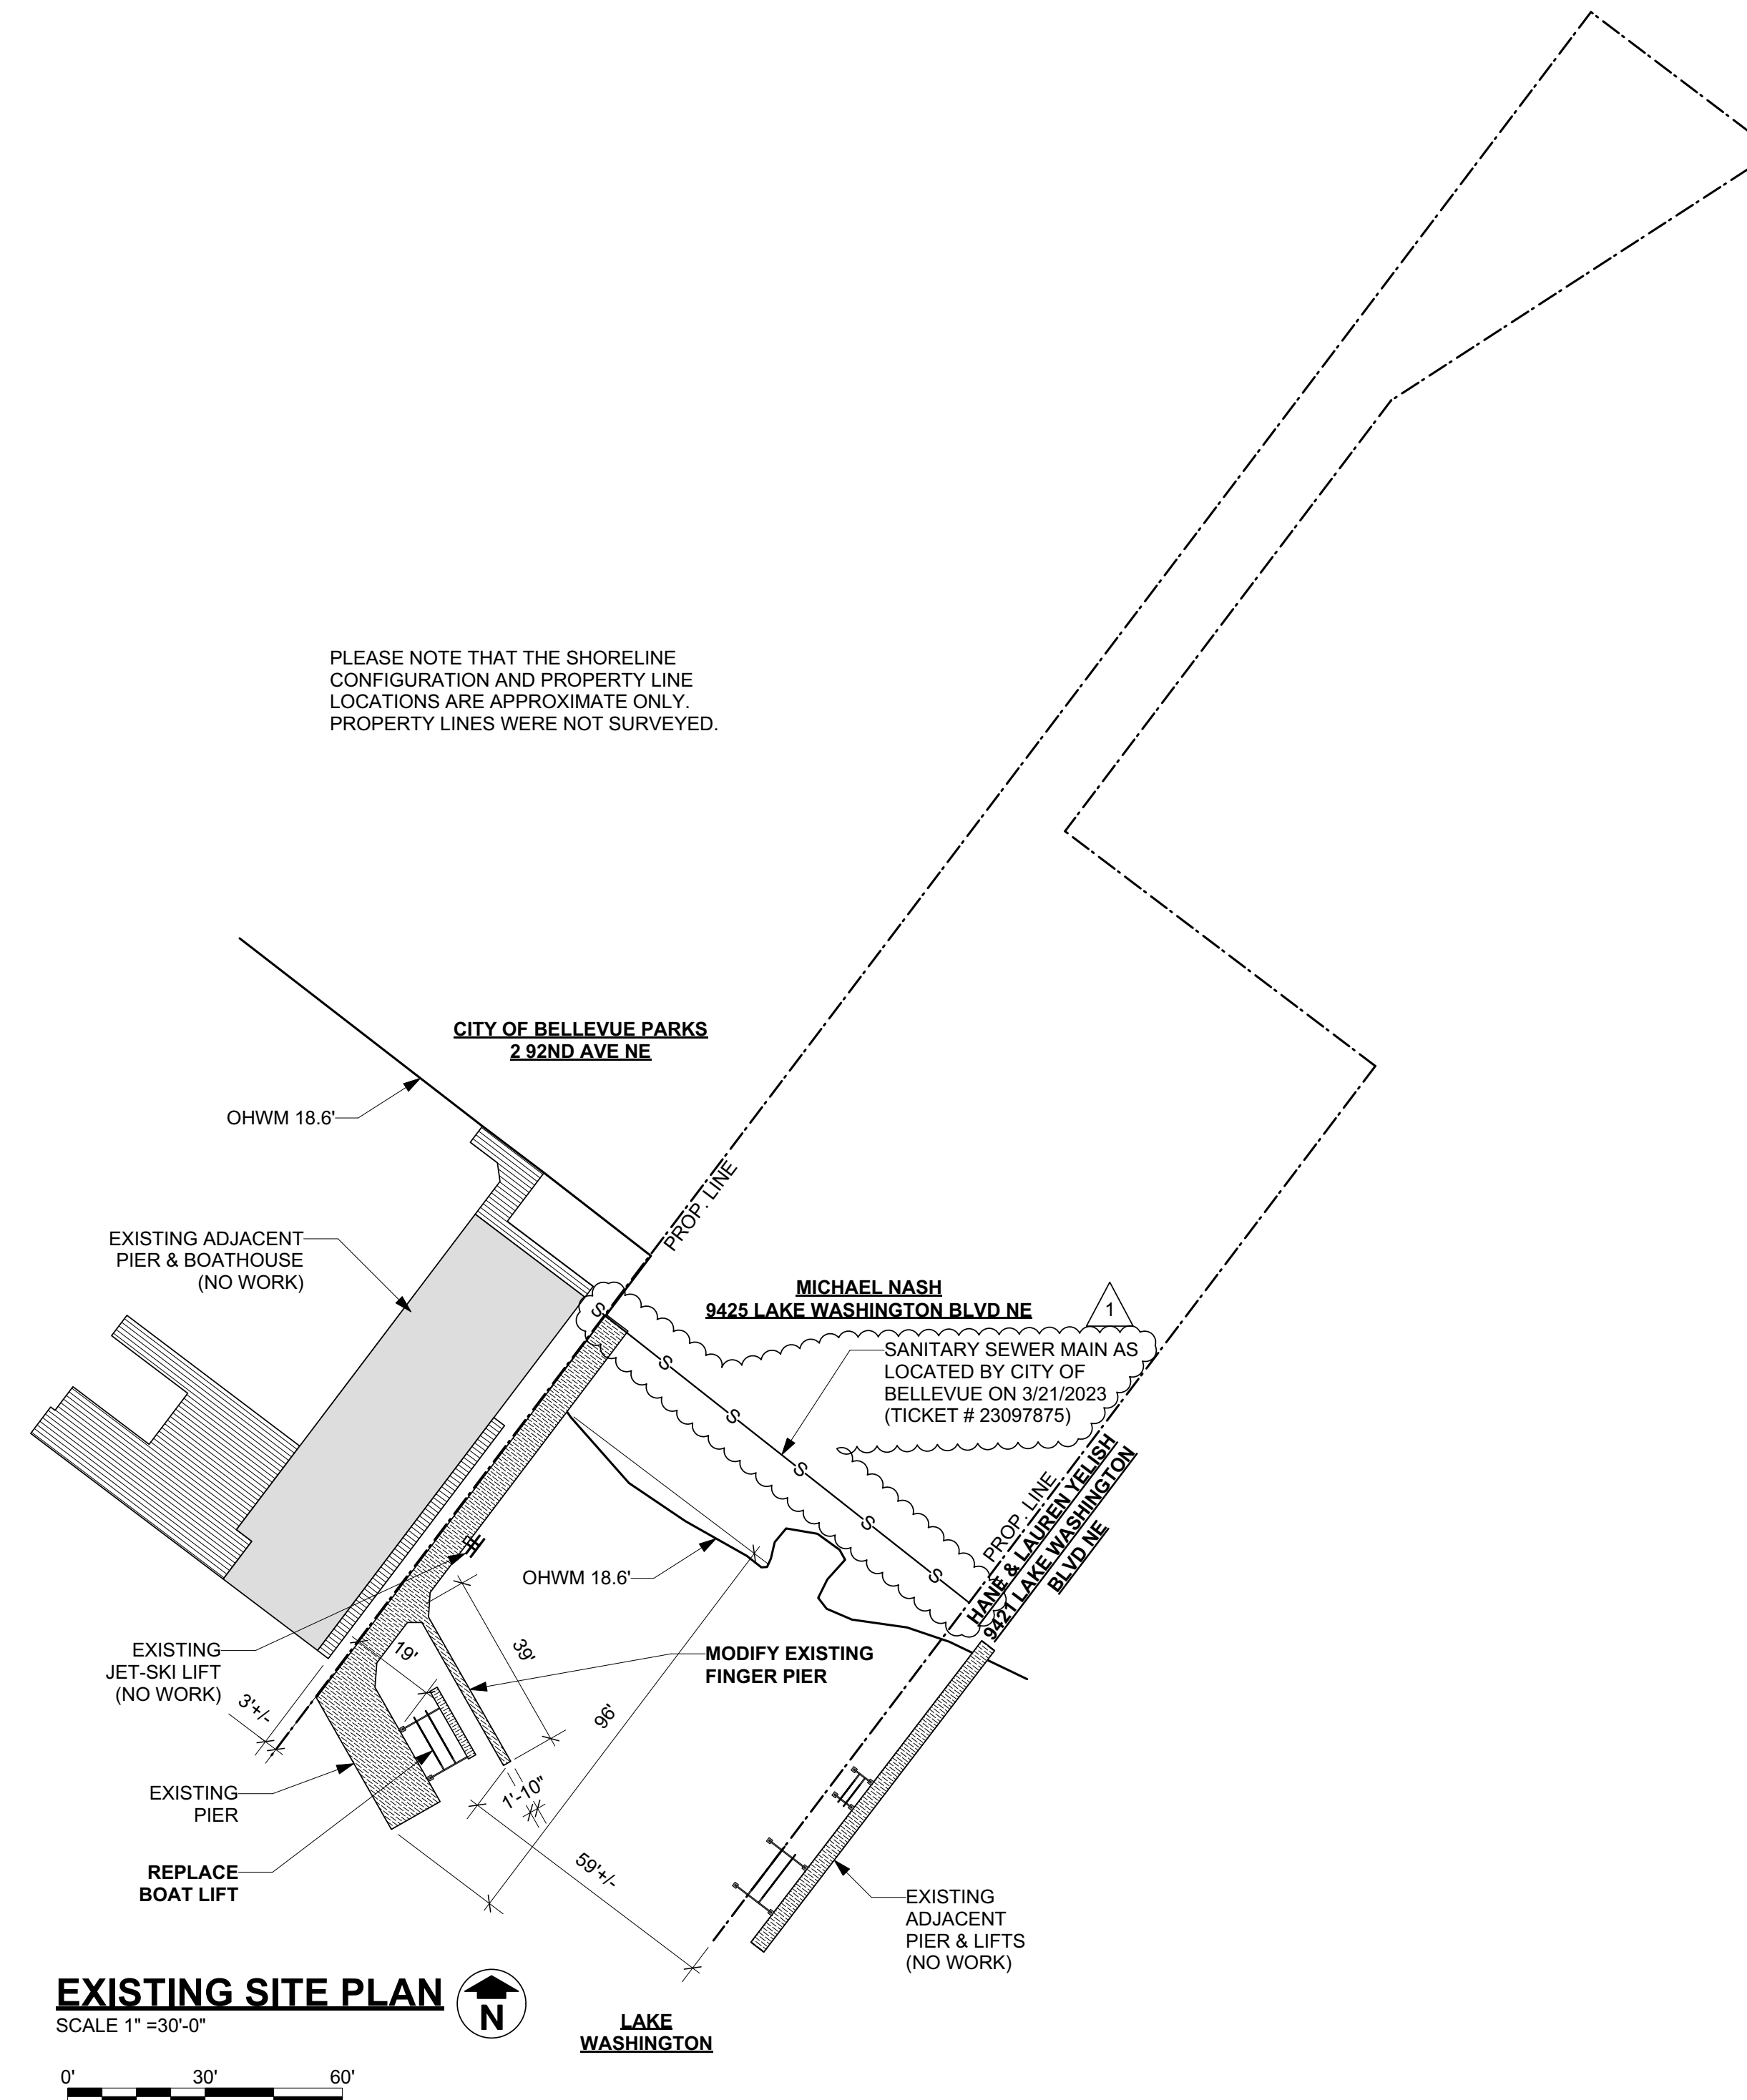 PLEASE NOTE THAT THE SHORELINE
CONFIGURATION AND PROPERTY LINE
LOCATIONS ARE APPROXIMATE ONLY.
PROPERTY LINES WERE NOT SURVEYED.
CITY OF BELLEVUE PARKS
2 92ND AVE NE
OHWM 18.6'
PROP. LINE
EXISTING ADJACENT
PIER & BOATHOUSE
(NO WORK)
MICHAEL NASH
9425 LAKE WASHINGTON BLVD NE
1
SANITARY SEWER MAIN AS
LOCATED BY CITY OF
BELLEVUE ON 3/21/2023
(TICKET # 23097875)
S
S
S
S
S
S
PROP. LINE
HANE & LAUREN YELISH
9421 LAKE WASHINGTON
BLVD NE
OHWM 18.6'
EXISTING
JET-SKI LIFT
(NO WORK)
19'
39'
MODIFY EXISTING
FINGER PIER
3'+/-
96'
EXISTING
PIER
1'-10"
REPLACE
BOAT LIFT
59'+/-
EXISTING
ADJACENT
PIER & LIFTS
(NO WORK)
EXISTING SITE PLAN
N
SCALE 1" =30'-0"
LAKE
WASHINGTON
0' 30' 60'